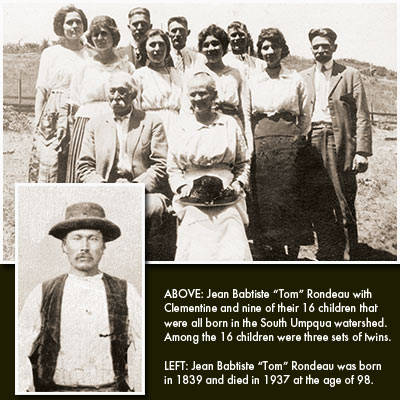 ABOVE: Jean Babtiste “Tom” Rondeau with
Clementine and nine of their 16 children that
were all born in the South Umpqua watershed.
Among the 16 children were three sets of twins.
LEFT: Jean Babtiste “Tom” Rondeau was born
in 1839 and died in 1937 at the age of 98.